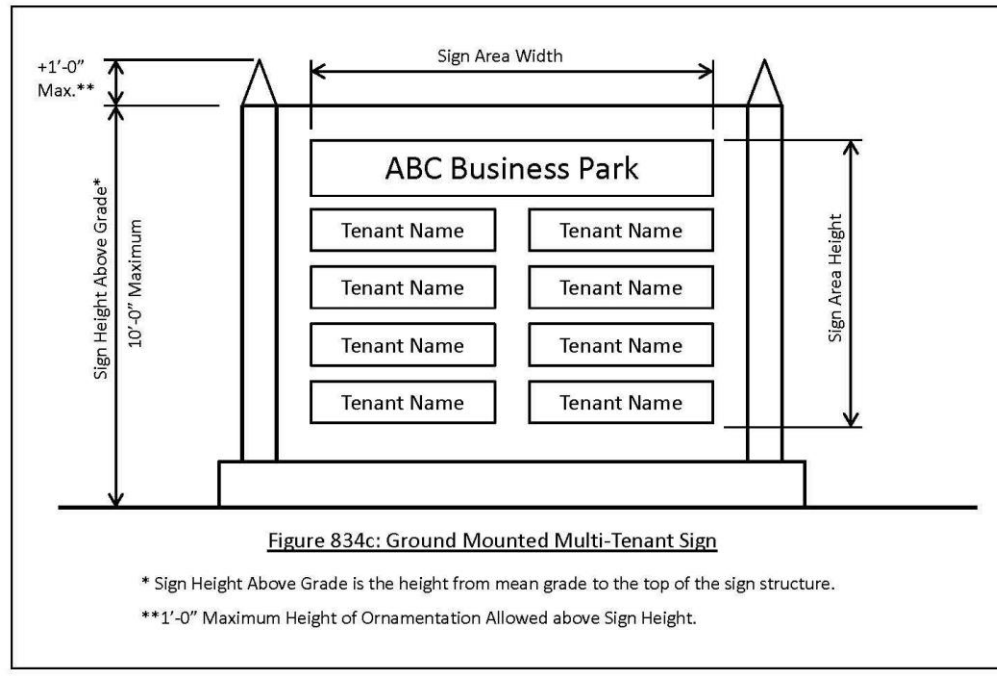 +1'-0"
Max.**
Sign Area Width
Sign Height Above Grade*
10'-0" Maximum
ABC Business Park
Tenant Name Tenant Name
Tenant Name Tenant Name
Tenant Name Tenant Name
Tenant Name Tenant Name
Sign Area Height
Figure 834c: Ground Mounted Multi-Tenant Sign
* Sign Height Above Grade is the height from mean grade to the top of the sign structure.
**1'-0" Maximum Height of Ornamentation Allowed above Sign Height.